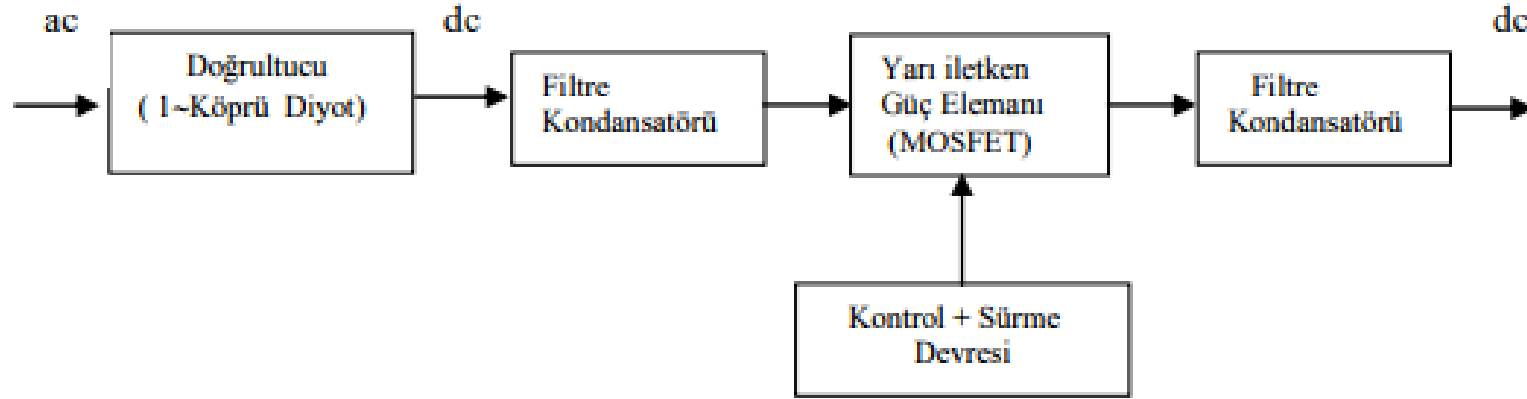 ac
Doğrultucu
( 1~Köprü Diyot)
dc
Filtre
Kondansatörü
Yarı iletken
Güç Elemanı
(MOSFET)
Filtre
Kondansatörü
dc
Kontrol + Sürme
Devresi